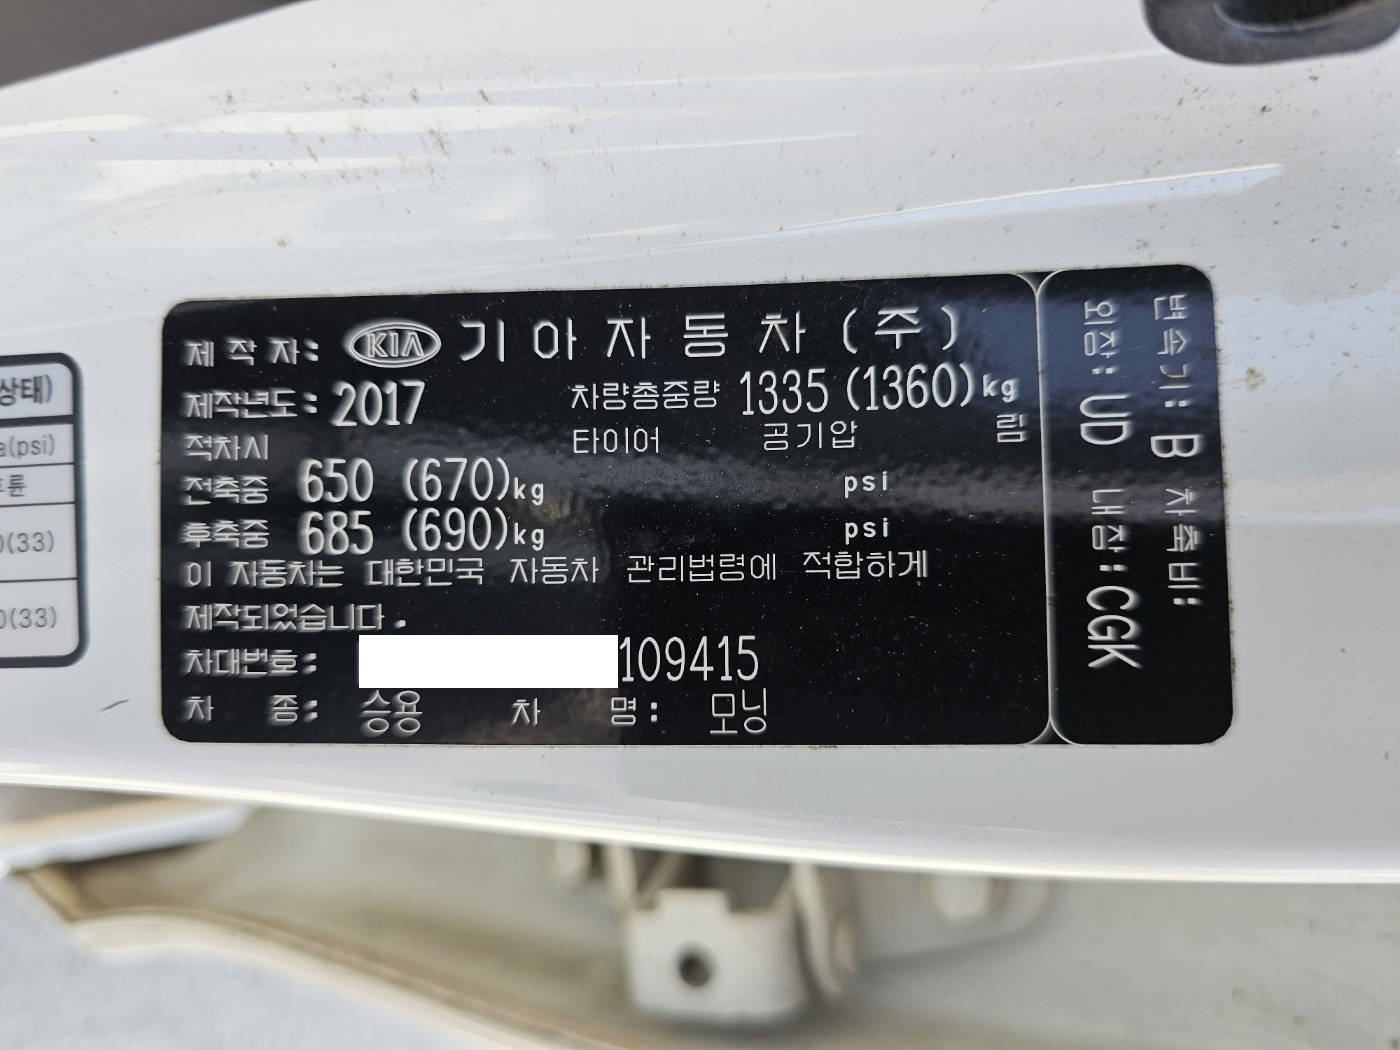 제 작 자: KIA 기 아 자 동 차 (주)
제작년도: 2017 차량총중량 1335 (1360)kg
적차시 타이어 공기압 림
전축중 650 (670)kg psi
후축중 685 (690)kg psi
이 자동차는 대한민국 자동차 관리법령에 적합하게
제작되었습니다.
차대번호: 109415
차 종: 승용 차 명: 모닝
변속기: B 차축비:
외장: UD 내장: CGK
상태)
a(psi)
륜
0(33)
0(33)